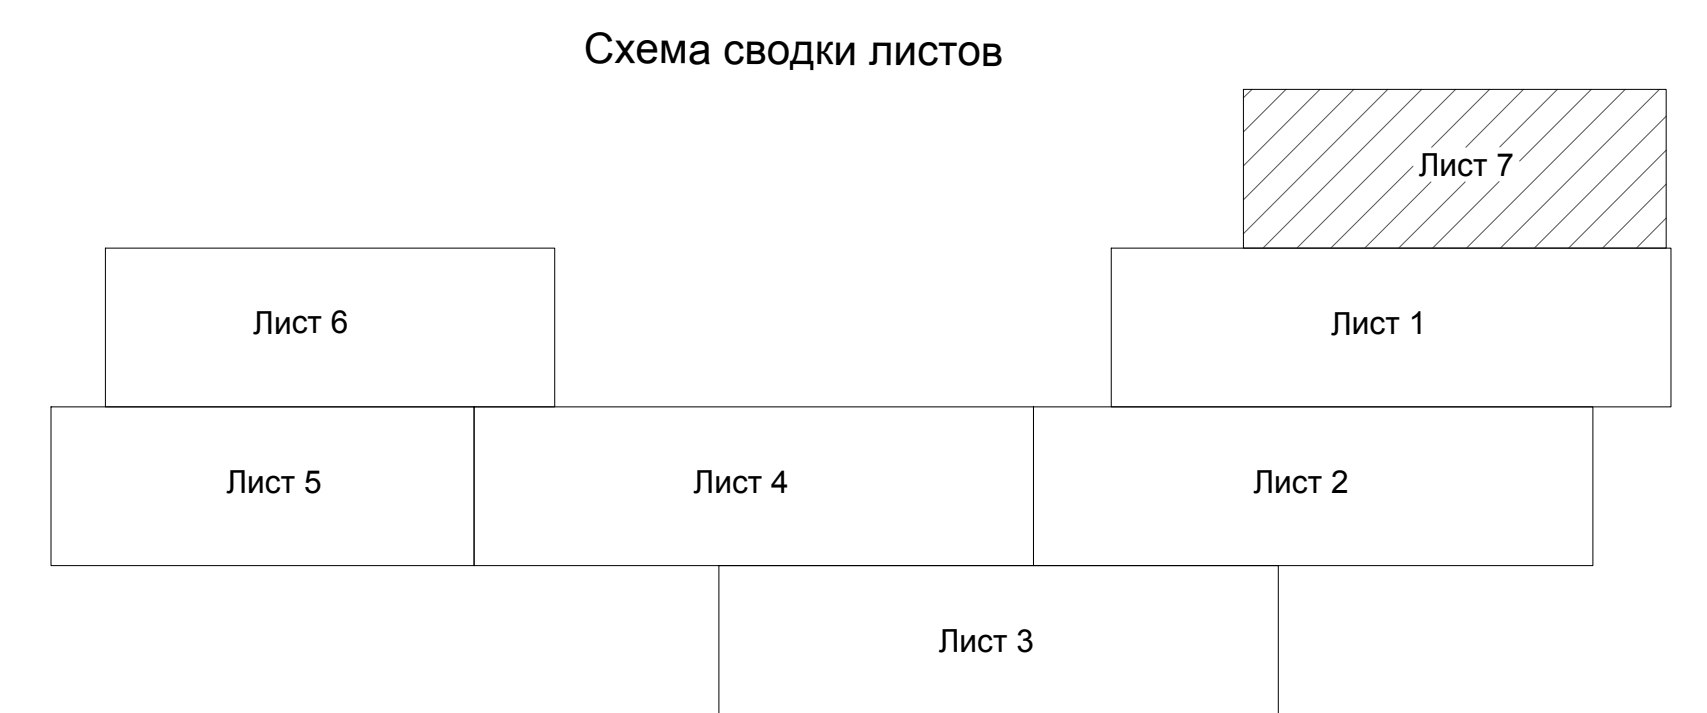 Схема сводки листов
Лист 7
Лист 6
Лист 1
Лист 5
Лист 4
Лист 2
Лист 3